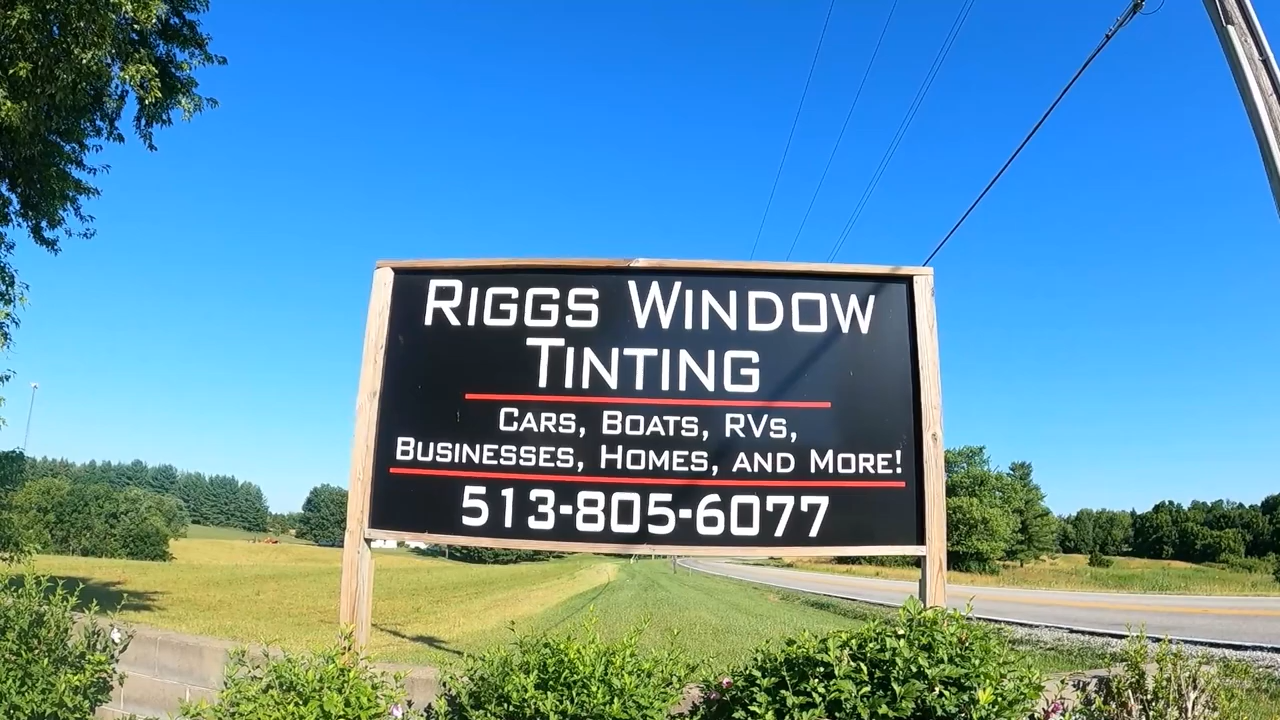 Riggs Window
Tinting
Cars, Boats, RVs,
Businesses, Homes, and More!
513-805-6077